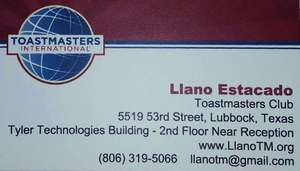 TOASTMASTERS
INTERNATIONAL
Llano Estacado
Toastmasters Club
5519 53rd Street, Lubbock, Texas
Tyler Technologies Building - 2nd Floor Near Reception
www.LlanoTM.org
(806) 319-5066 llanotm@gmail.com